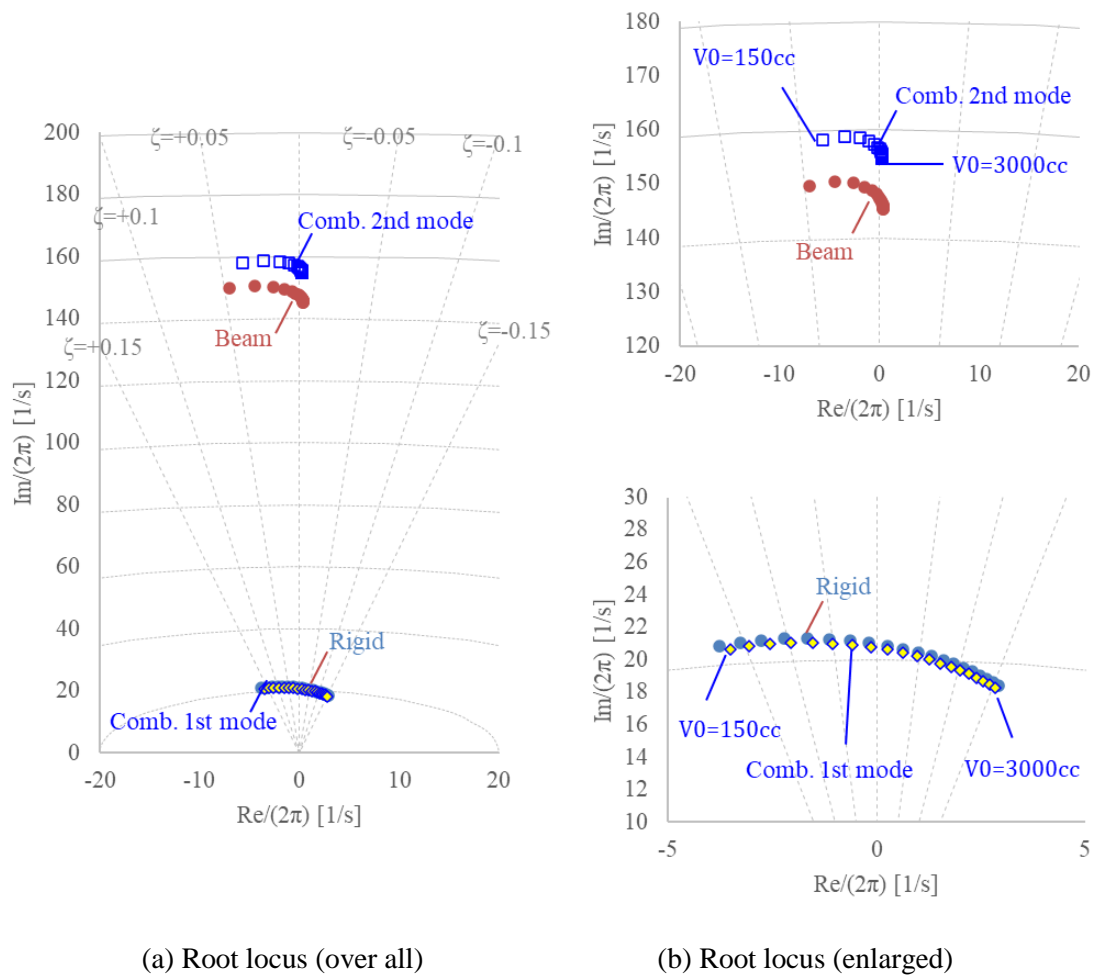 ζ=+0.05
ζ=-0.05
ζ=-0.1
ζ=+0.1
ζ=+0.15
ζ=-0.15
200
180
160
140
120
100
80
60
40
20
0
Im/(2π) [1/s]
Comb. 2nd mode
Beam
Rigid
Comb. 1st mode
-20 -10 0 10 20
Re/(2π) [1/s]
(a) Root locus (over all)
180
170
160
150
140
130
120
Im/(2π) [1/s]
V0=150cc
Comb. 2nd mode
V0=3000cc
Beam
-20 -10 0 10 20
Re/(2π) [1/s]
30
28
26
24
22
20
18
16
14
12
10
Im/(2π) [1/s]
Rigid
V0=150cc
Comb. 1st mode
V0=3000cc
-5 0 5
Re/(2π) [1/s]
(b) Root locus (enlarged)